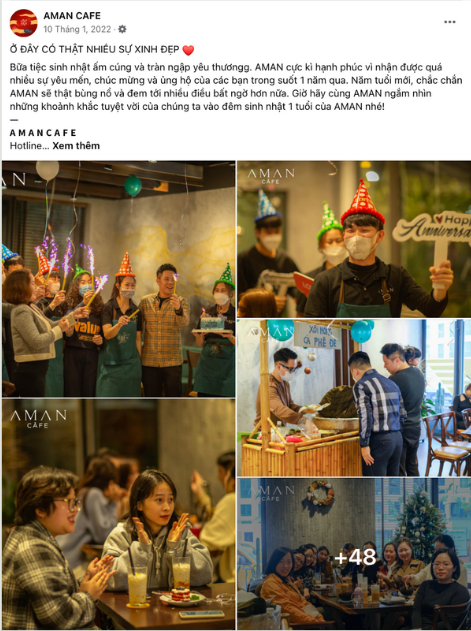 AMAN CAFE
10 Tháng 1, 2022 ·
Ở ĐÂY CÓ THẬT NHIỀU SỰ XINH ĐẸP ❤️
Bữa tiệc sinh nhật ấm cúng và tràn ngập yêu thươngg. AMAN cực kì hạnh phúc vì nhận được quá
nhiều sự yêu mến, chúc mừng và ủng hộ của các bạn trong suốt 1 năm qua. Năm tuổi mới, chắc chắn
AMAN sẽ thật bùng nổ và đem tới nhiều điều bất ngờ hơn nữa. Giờ hãy cùng AMAN ngắm nhìn
những khoảnh khắc tuyệt vời của chúng ta vào đêm sinh nhật 1 tuổi của AMAN nhé!
—
A M A N C A F E
Hotline... Xem thêm
AN
AMAN
CAFE
Happy
Anniversa
value
AMAN
XÔI
CÀ PHÊ ĐÊ
AMAN
CAFE
AMAN
+48